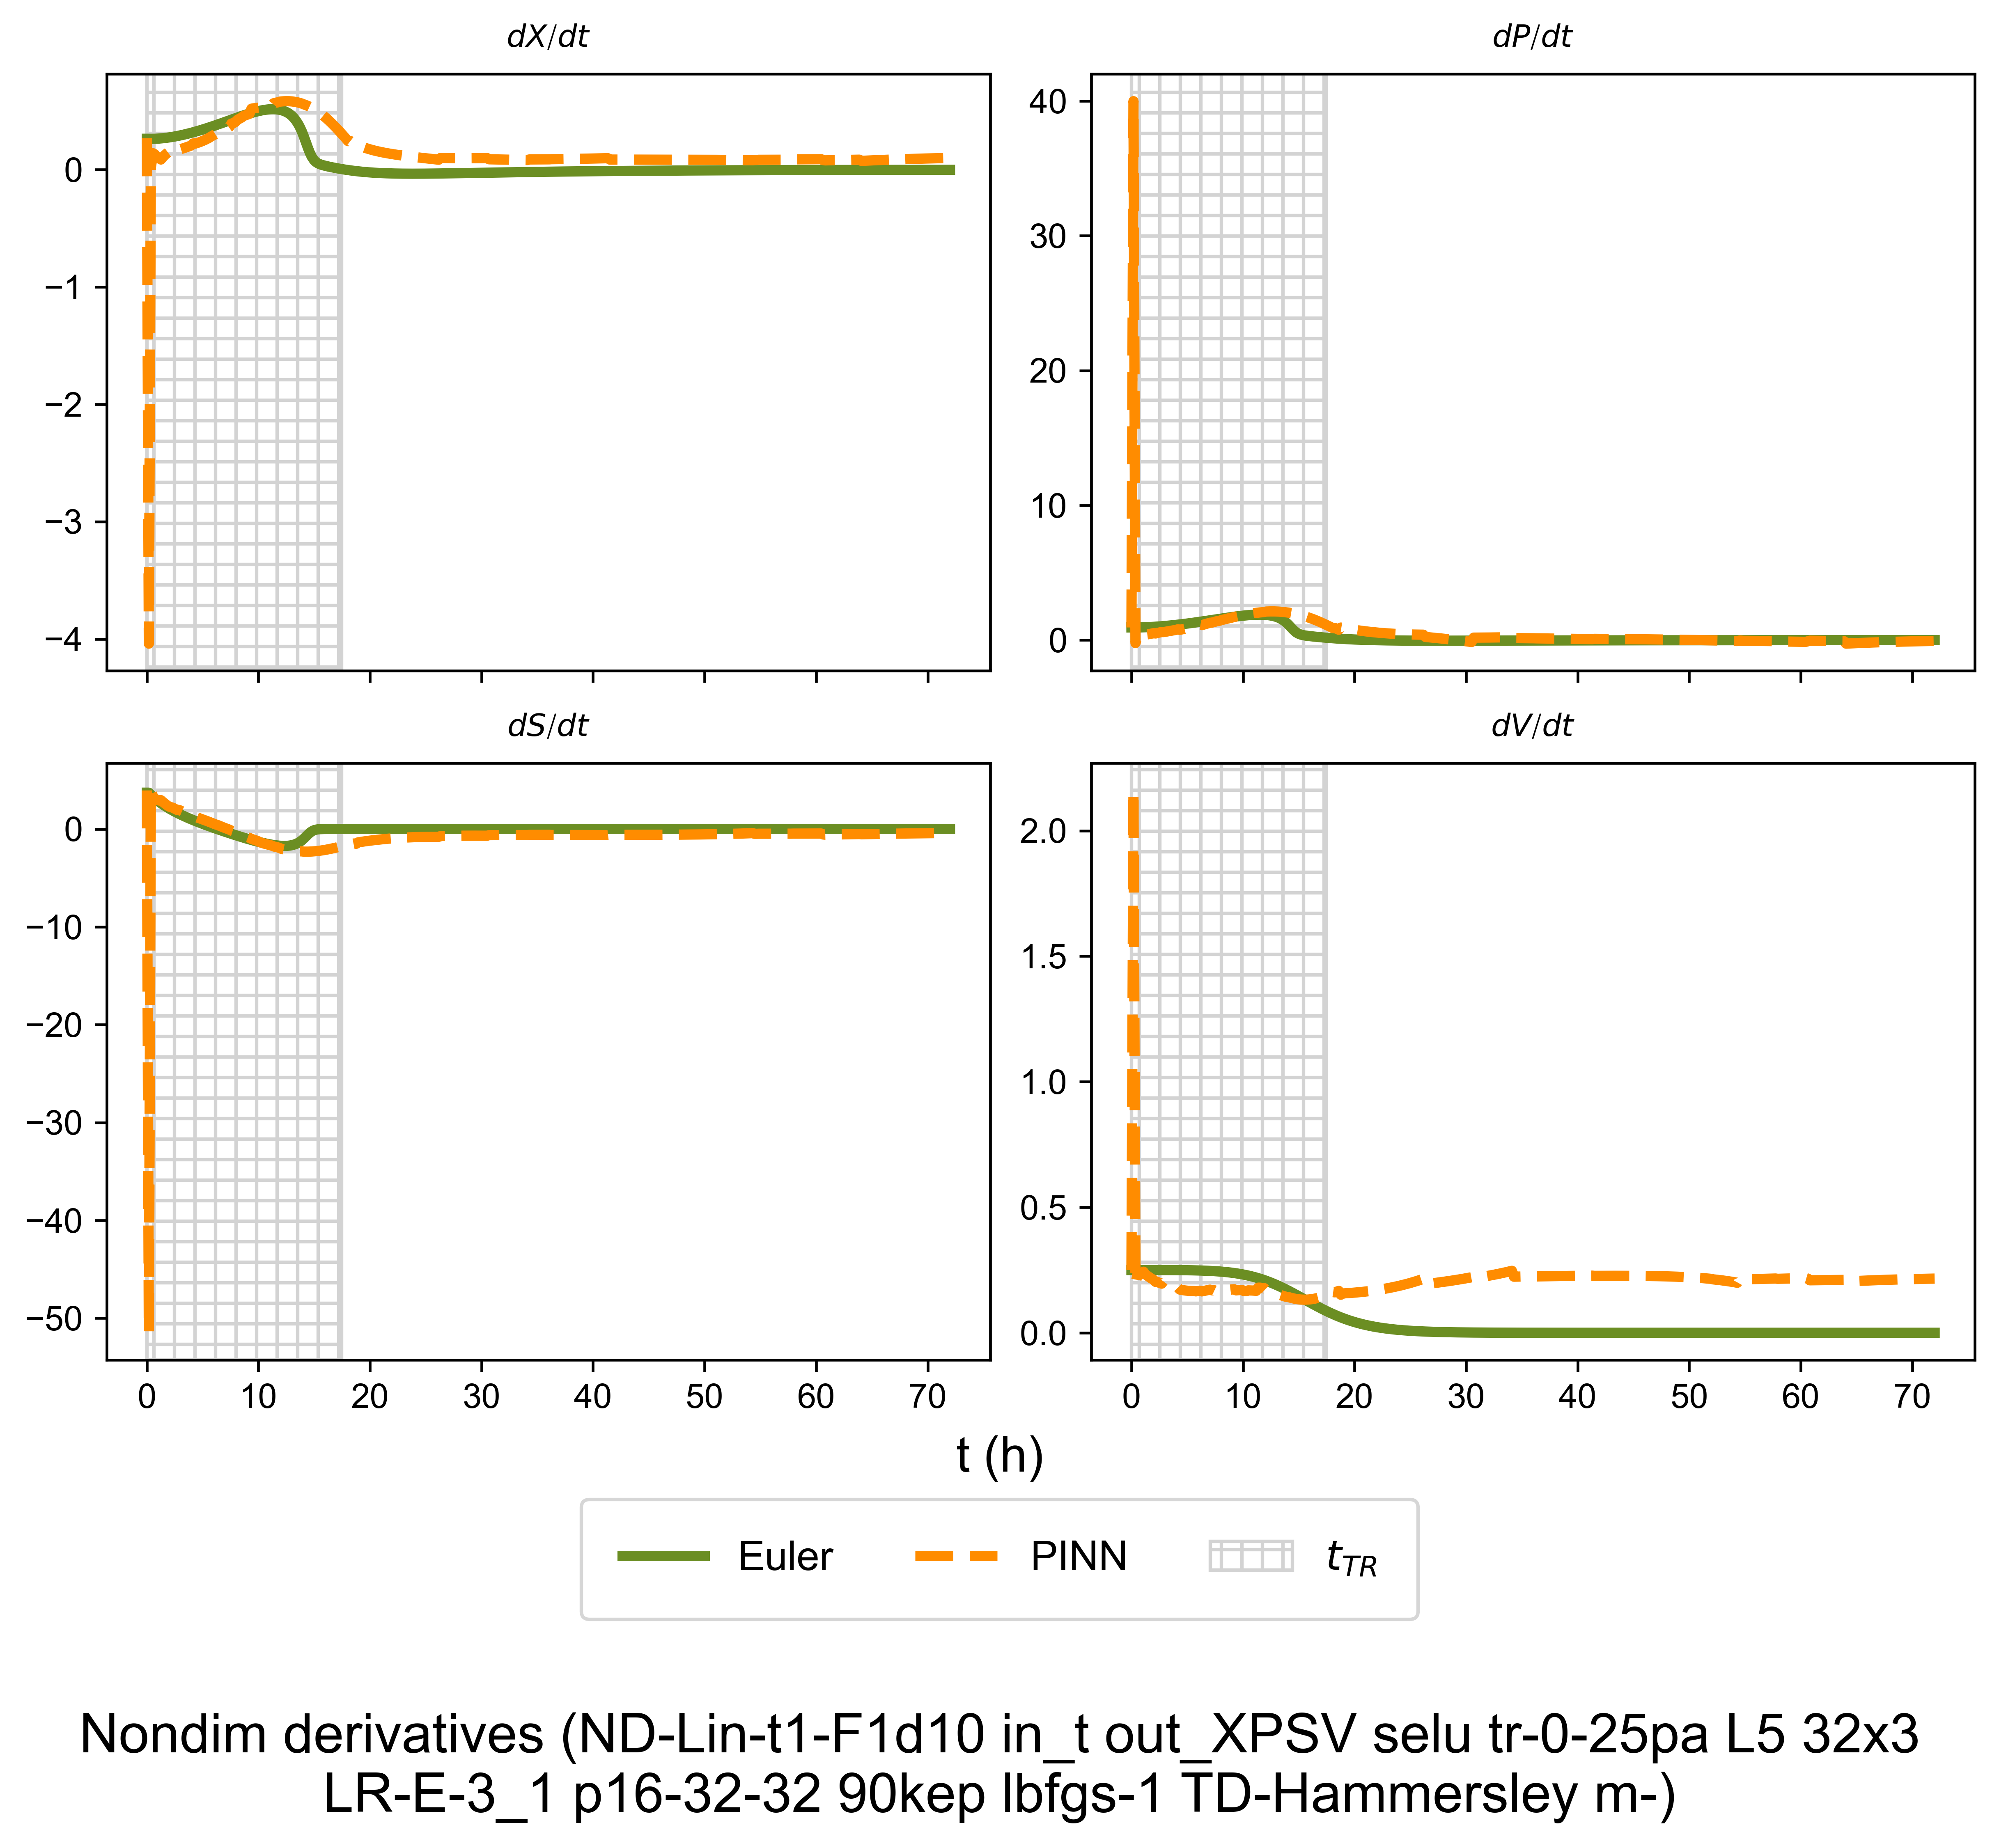 dX/dt
dP/dt
0
−1
−2
−3
−4
40
30
20
10
0
dS/dt
dV/dt
0
−10
−20
−30
−40
−50
2.0
1.5
1.0
0.5
0.0
0 10 20 30 40 50 60 70
0 10 20 30 40 50 60 70
t (h)
Euler PINN t_TR
Nondim derivatives (ND-Lin-t1-F1d10 in_t out_XPSV selu tr-0-25pa L5 32x3
LR-E-3_1 p16-32-32 90kep lbfgs-1 TD-Hammersley m-)